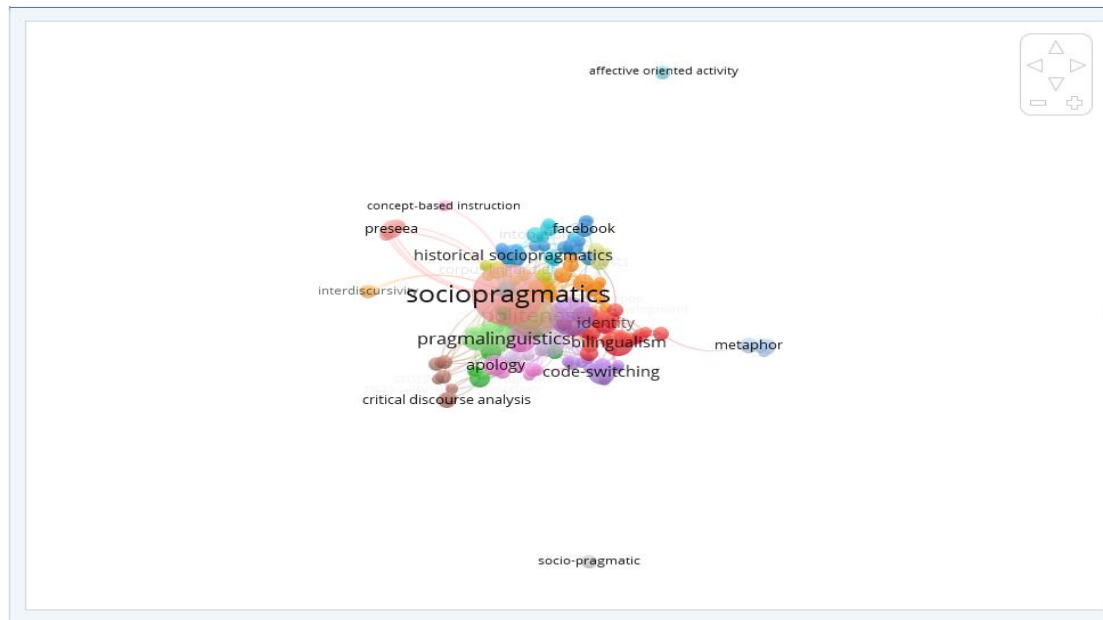 affective oriented activity
concept-based instruction
preseea
facebook
historical sociopragmatics
interdiscursivity
sociopragmatics
identity
pragmalinguistics
bilingualism
metaphor
apology
code-switching
critical discourse analysis
socio-pragmatic